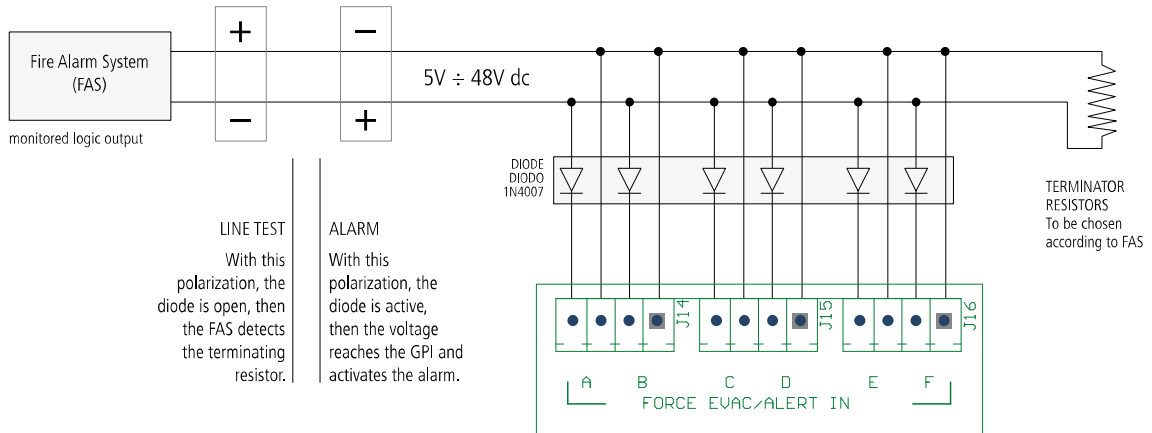 Fire Alarm System
(FAS)
monitored logic output
+
−
−
+
5V ÷ 48V dc
DIODE
DIODO
1N4007
TERMINATOR
RESISTORS
To be chosen
according to FAS
LINE TEST
With this
polarization, the
diode is open, then
the FAS detects
the terminating
resistor.
ALARM
With this
polarization, the
diode is active,
then the voltage
reaches the GPI and
activates the alarm.
J14
J15
J16
A B C D E F
FORCE EVAC/ALERT IN